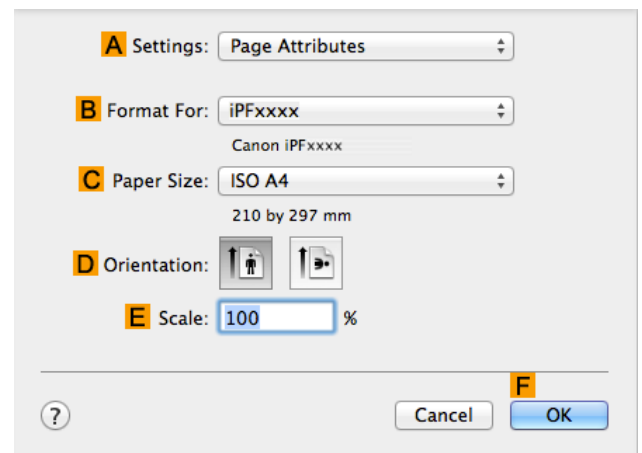 A Settings: Page Attributes
B Format For: iPFxxxx
Canon iPFxxxx
C Paper Size: ISO A4
210 by 297 mm
D Orientation:
E Scale: 100 %
F
? Cancel OK